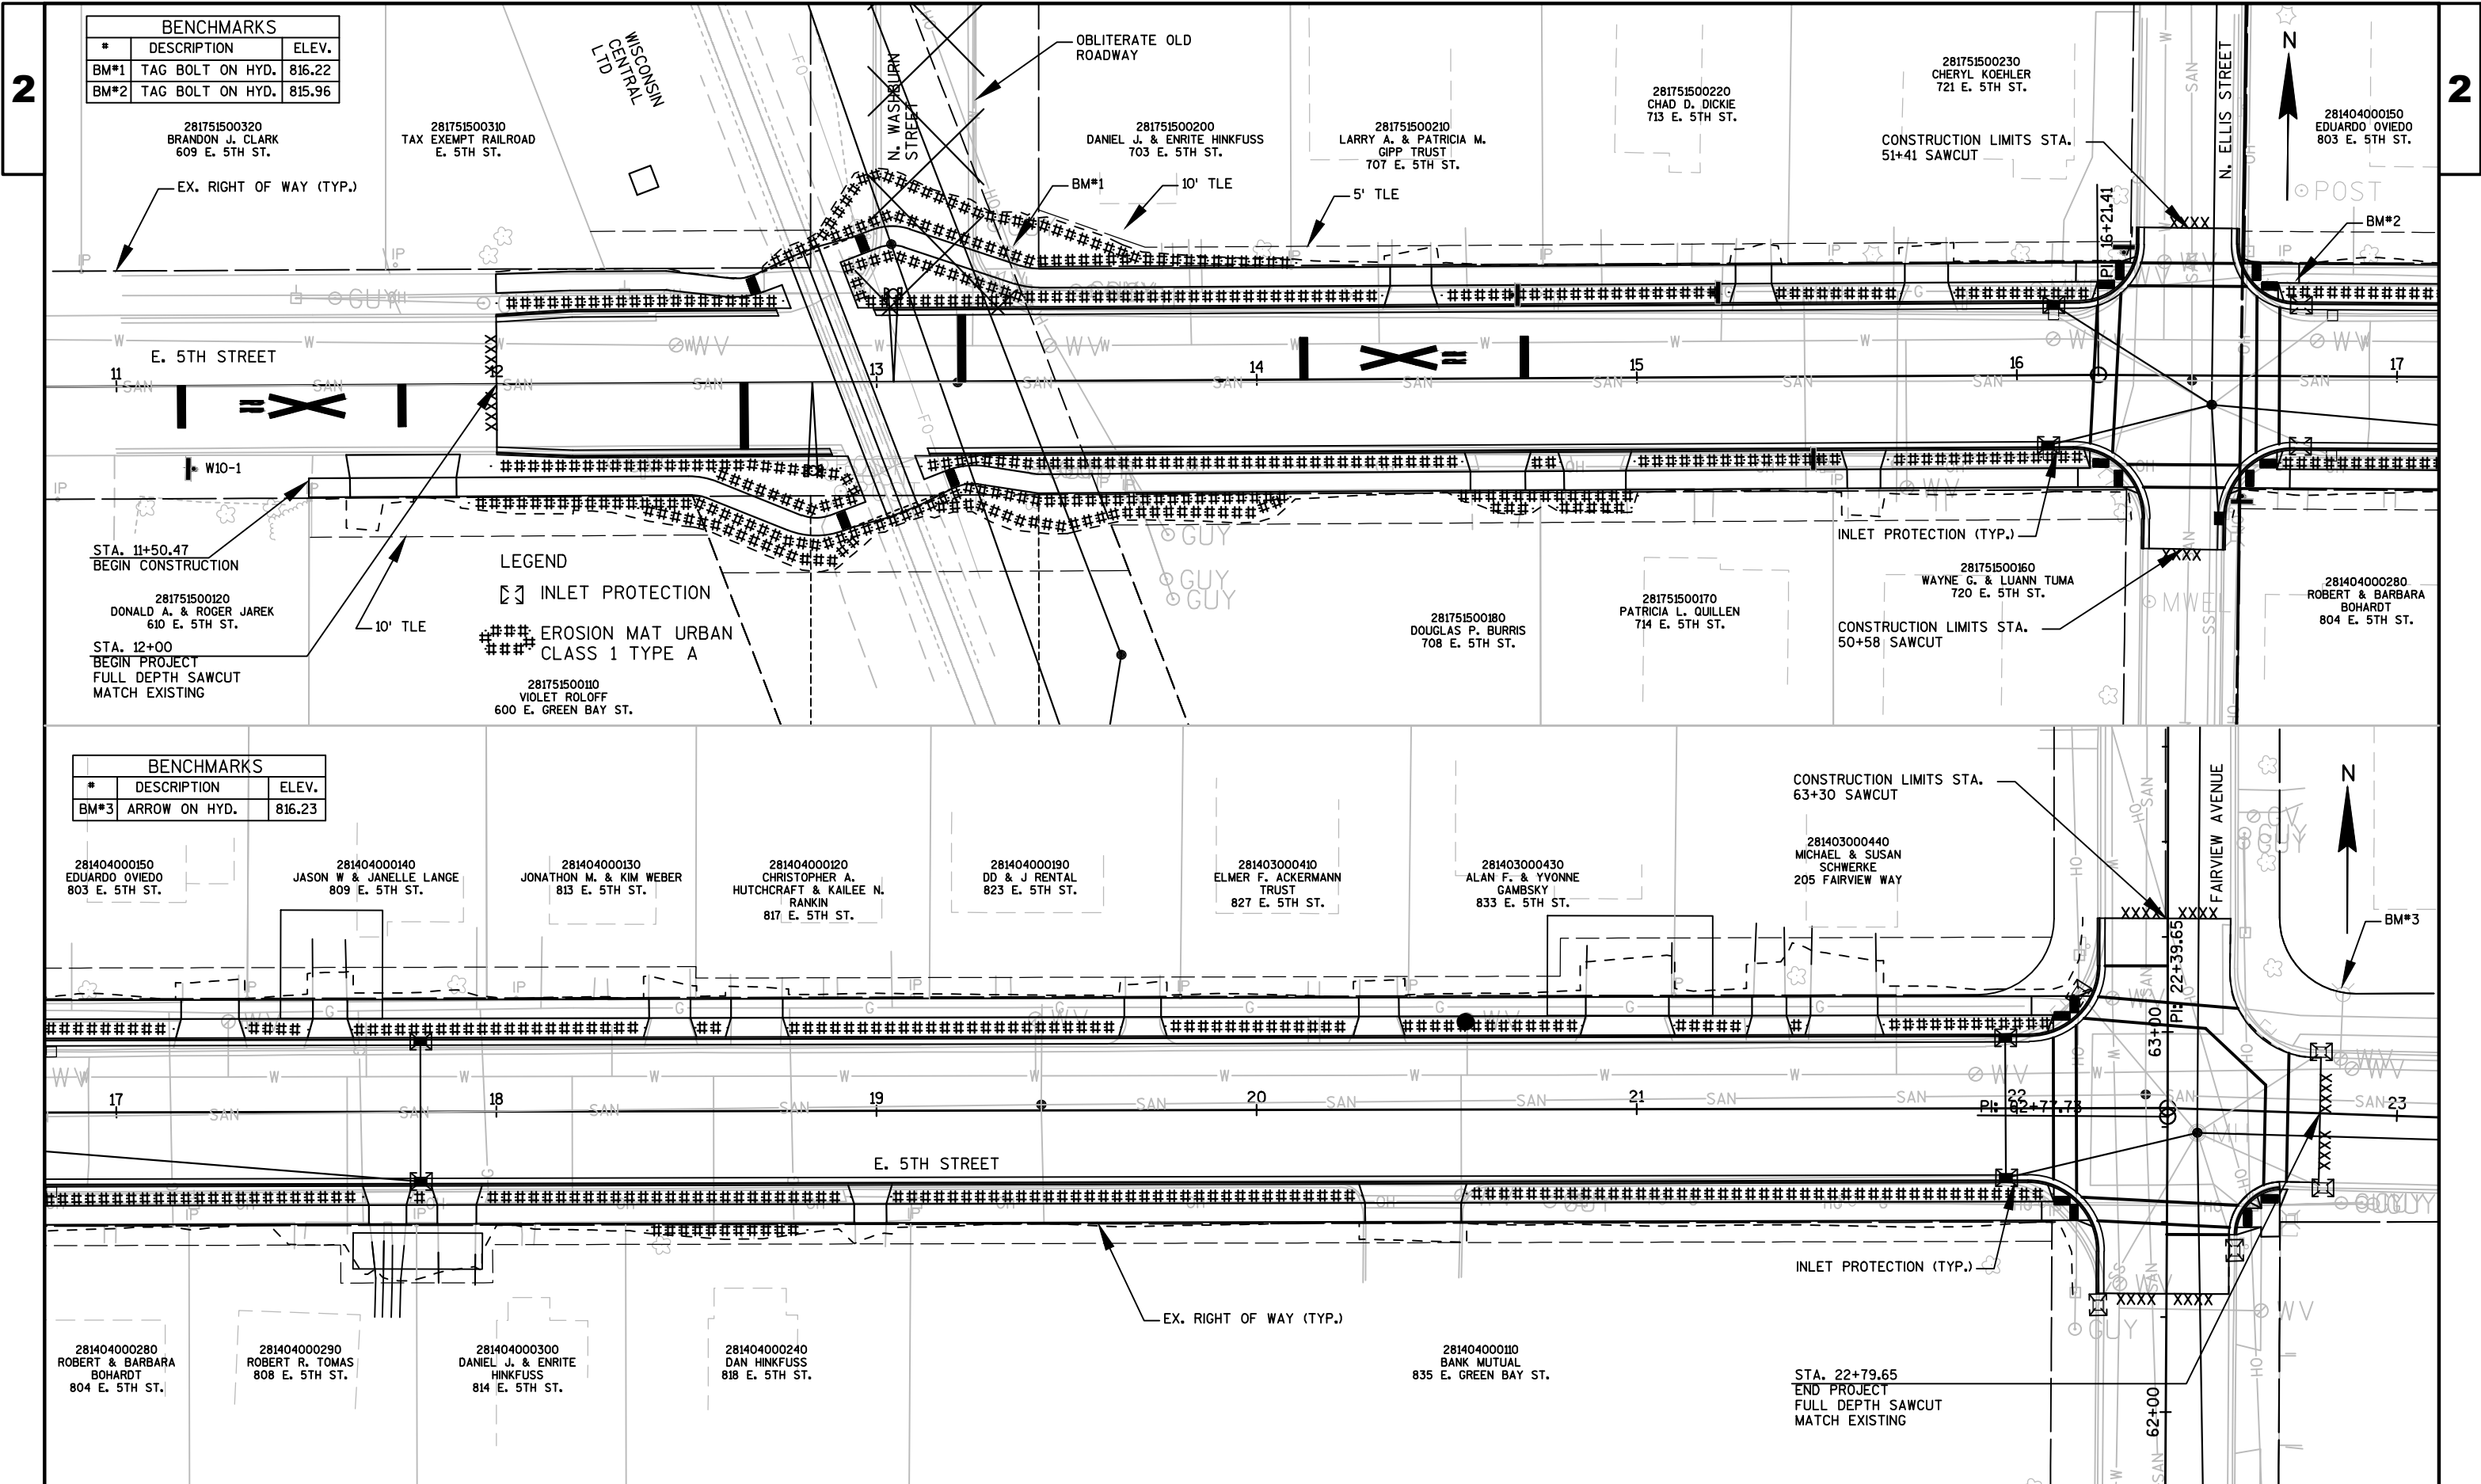 2
2
BENCHMARKS
# DESCRIPTION ELEV.
BM#1 TAG BOLT ON HYD. 816.22
BM#2 TAG BOLT ON HYD. 815.96
281751500320
BRANDON J. CLARK
609 E. 5TH ST.
281751500310
TAX EXEMPT RAILROAD
E. 5TH ST.
WISCONSIN
CENTRAL
LTD
N. WASHBURN
STREET
OBLITERATE OLD
ROADWAY
281751500200
DANIEL J. & ENRITE HINKFUSS
703 E. 5TH ST.
281751500210
LARRY A. & PATRICIA M.
GIPP TRUST
707 E. 5TH ST.
281751500220
CHAD D. DICKIE
713 E. 5TH ST.
281751500230
CHERYL KOEHLER
721 E. 5TH ST.
CONSTRUCTION LIMITS STA.
51+41 SAWCUT
N. ELLIS STREET
N
281404000150
EDUARDO OVIEDO
803 E. 5TH ST.
EX. RIGHT OF WAY (TYP.)
BM#1
10' TLE
5' TLE
PI: 16+21.41
POST
BM#2
IP
GUY
WV
E. 5TH STREET
11
12
13
14
15
16
17
W
SAN
XXXX
W10-1
STA. 11+50.47
BEGIN CONSTRUCTION
281751500120
DONALD A. & ROGER JAREK
610 E. 5TH ST.
STA. 12+00
BEGIN PROJECT
FULL DEPTH SAWCUT
MATCH EXISTING
10' TLE
LEGEND
INLET PROTECTION
EROSION MAT URBAN
CLASS 1 TYPE A
281751500110
VIOLET ROLOFF
600 E. GREEN BAY ST.
GUY
GUY
GUY
281751500180
DOUGLAS P. BURRIS
708 E. 5TH ST.
281751500170
PATRICIA L. QUILLEN
714 E. 5TH ST.
INLET PROTECTION (TYP.)
281751500160
WAYNE G. & LUANN TUMA
720 E. 5TH ST.
CONSTRUCTION LIMITS STA.
50+58 SAWCUT
MWEL
281404000280
ROBERT & BARBARA
BOHARDT
804 E. 5TH ST.
BENCHMARKS
# DESCRIPTION ELEV.
BM#3 ARROW ON HYD. 816.23
281404000150
EDUARDO OVIEDO
803 E. 5TH ST.
281404000140
JASON W & JANELLE LANGE
809 E. 5TH ST.
281404000130
JONATHON M. & KIM WEBER
813 E. 5TH ST.
281404000120
CHRISTOPHER A.
HUTCHCRAFT & KAILEE N.
RANKIN
817 E. 5TH ST.
281404000190
DD & J RENTAL
823 E. 5TH ST.
281403000410
ELMER F. ACKERMANN
TRUST
827 E. 5TH ST.
281403000430
ALAN F. & YVONNE
GAMBSKY
833 E. 5TH ST.
CONSTRUCTION LIMITS STA.
63+30 SAWCUT
281403000440
MICHAEL & SUSAN
SCHWERKE
205 FAIRVIEW WAY
FAIRVIEW AVENUE
N
BM#3
GV
GUY
PI: 22+39.65
63+00
17
18
19
20
21
22
23
PI: 62+77.73
E. 5TH STREET
INLET PROTECTION (TYP.)
EX. RIGHT OF WAY (TYP.)
WV
GUY
281404000280
ROBERT & BARBARA
BOHARDT
804 E. 5TH ST.
281404000290
ROBERT R. TOMAS
808 E. 5TH ST.
281404000300
DANIEL J. & ENRITE
HINKFUSS
814 E. 5TH ST.
281404000240
DAN HINKFUSS
818 E. 5TH ST.
281404000110
BANK MUTUAL
835 E. GREEN BAY ST.
STA. 22+79.65
END PROJECT
FULL DEPTH SAWCUT
MATCH EXISTING
62+00